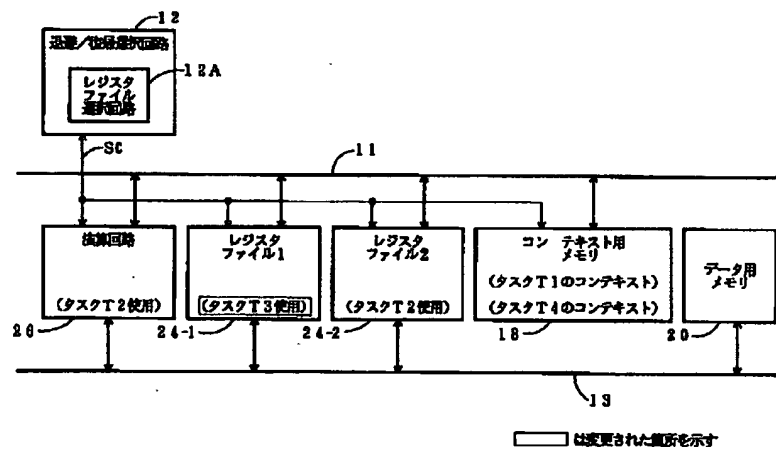 12
退避/復帰選択回路
12A
レジスタ
ファイル
選択回路
SC
11
演算回路
(タスクT2使用)
26
レジスタ
ファイル1
(タスクT3使用)
24-1
レジスタ
ファイル2
(タスクT2使用)
24-2
コン テキスト用
メモリ
(タスクT1のコンテキスト)
(タスクT4のコンテキスト)
18
データ用
メモリ
20
13
は変更された箇所を示す